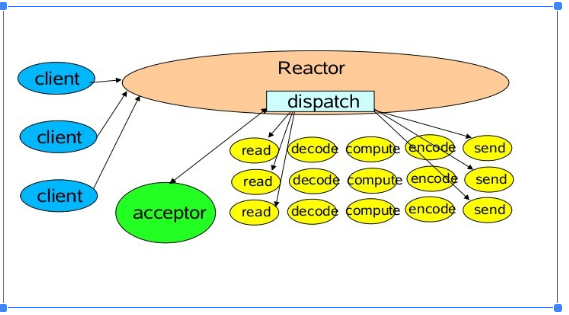 Reactor
client
dispatch
client
read decode compute encode send
read decode compute encode send
client
acceptor
read decode compute encode send